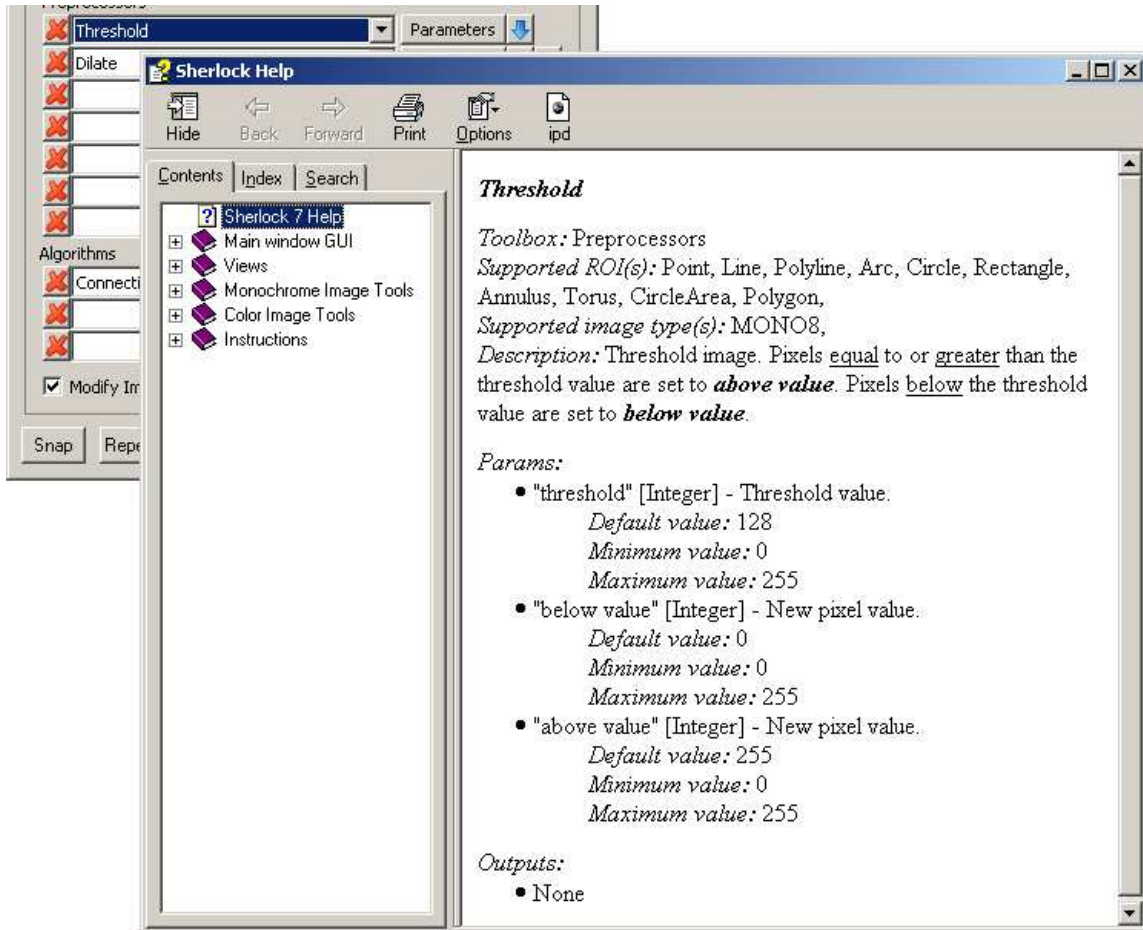 Preprocessors
Threshold
Parameters
Dilate
Sherlock Help
Hide
Back
Forward
Print
Options
ipd
Contents
Index
Search
Sherlock 7 Help
Main window GUI
Views
Monochrome Image Tools
Color Image Tools
Instructions
Algorithms
Connecti
Modify Im
Snap
Repe
Threshold
Toolbox: Preprocessors
Supported ROI(s): Point, Line, Polyline, Arc, Circle, Rectangle,
Annulus, Torus, CircleArea, Polygon,
Supported image type(s): MONO8,
Description: Threshold image. Pixels equal to or greater than the
threshold value are set to above value. Pixels below the threshold
value are set to below value.
Params:
• "threshold" [Integer] - Threshold value.
Default value: 128
Minimum value: 0
Maximum value: 255
• "below value" [Integer] - New pixel value.
Default value: 0
Minimum value: 0
Maximum value: 255
• "above value" [Integer] - New pixel value.
Default value: 255
Minimum value: 0
Maximum value: 255
Outputs:
• None